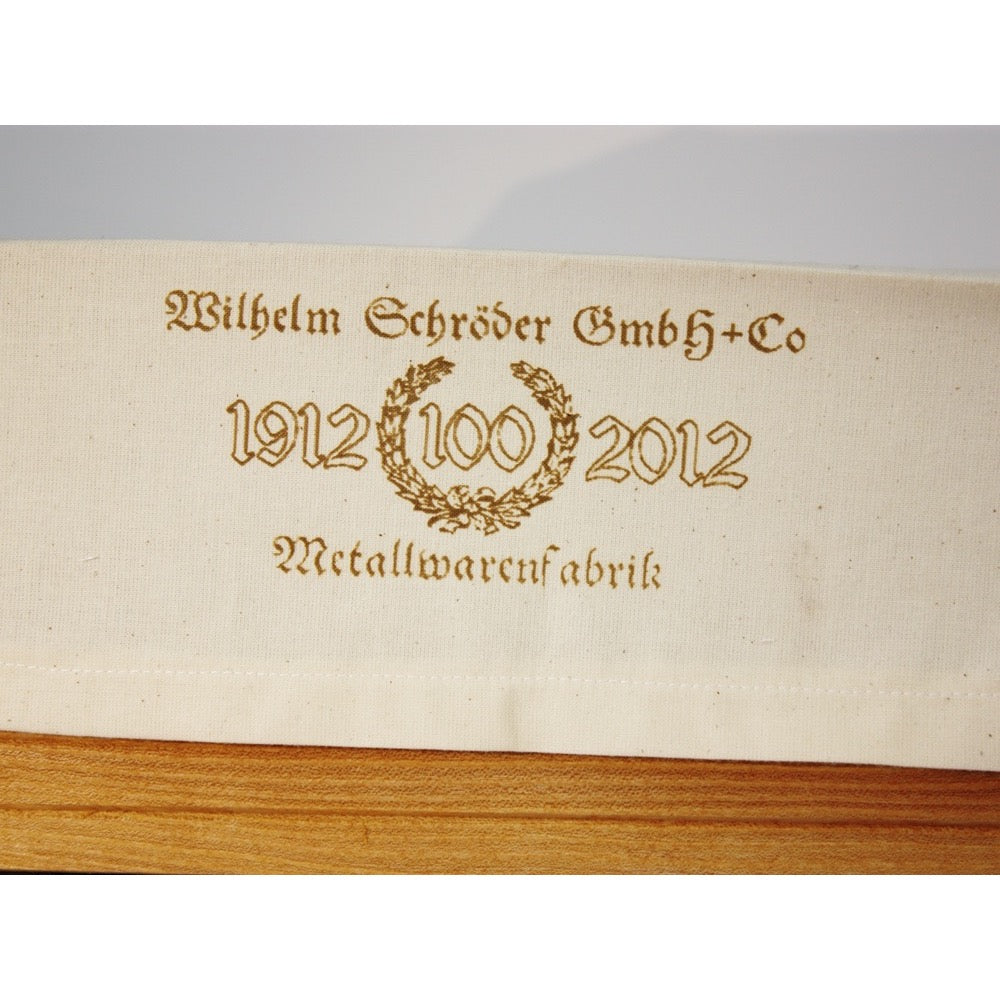 Wilhelm Schröder GmbH+Co
1912 100 2012
Metallwarenfabrik